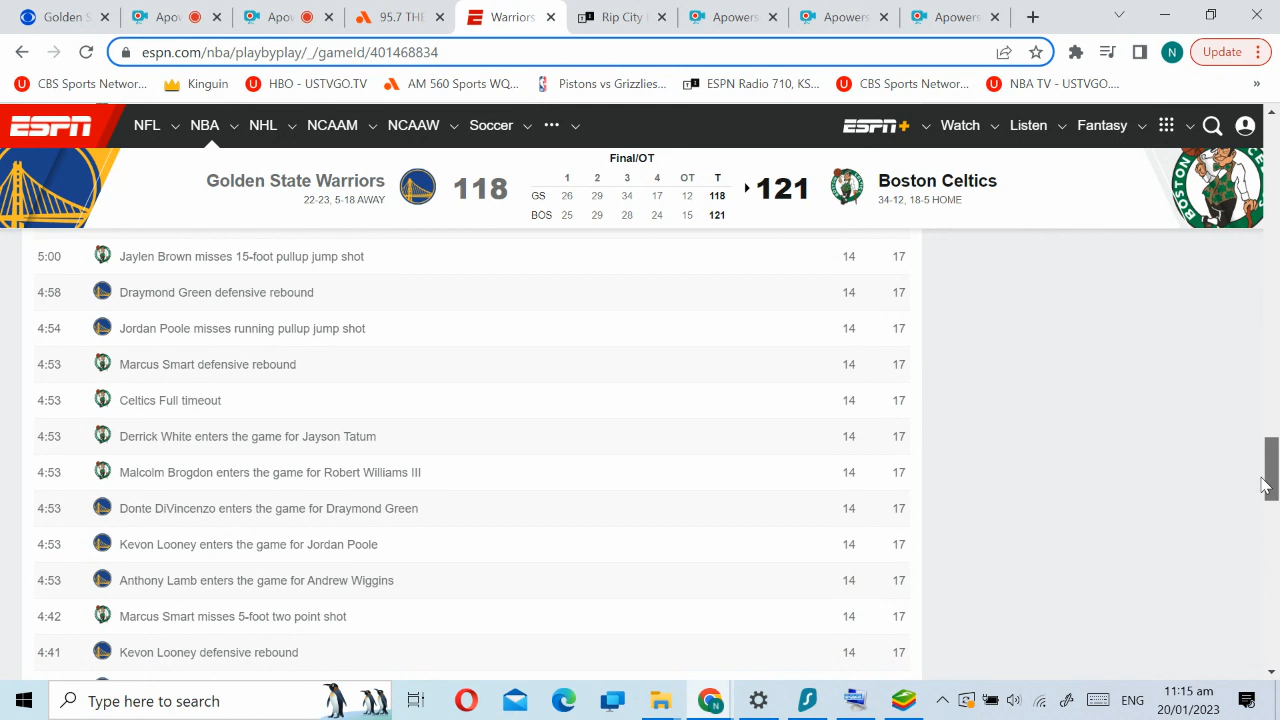 Golden S
Apov
Apov
95.7 THE
Warriors
Rip City
Apowers
Apowers
Apowers
espn.com/nba/playbyplay/_/gameId/401468834
N
Update
CBS Sports Networ...
Kinguin
HBO - USTVGO.TV
AM 560 Sports WQ...
Pistons vs Grizzlies...
ESPN Radio 710, KS...
CBS Sports Networ...
NBA TV - USTVGO....
»
ESPN NFL NBA NHL NCAAM NCAAW Soccer ••• ESPN+ Watch Listen Fantasy
Final/OT
Golden State Warriors 118 1 2 3 4 OT T 121 Boston Celtics
22-23, 5-18 AWAY GS 26 29 34 17 12 118 34-12, 18-5 HOME
BOS 25 29 28 24 15 121
5:00 Jaylen Brown misses 15-foot pullup jump shot 14 17
4:58 Draymond Green defensive rebound 14 17
4:54 Jordan Poole misses running pullup jump shot 14 17
4:53 Marcus Smart defensive rebound 14 17
4:53 Celtics Full timeout 14 17
4:53 Derrick White enters the game for Jayson Tatum 14 17
4:53 Malcolm Brogdon enters the game for Robert Williams III 14 17
4:53 Donte DiVincenzo enters the game for Draymond Green 14 17
4:53 Kevon Looney enters the game for Jordan Poole 14 17
4:53 Anthony Lamb enters the game for Andrew Wiggins 14 17
4:42 Marcus Smart misses 5-foot two point shot 14 17
4:41 Kevon Looney defensive rebound 14 17
Type here to search
ENG
11:15 am
20/01/2023